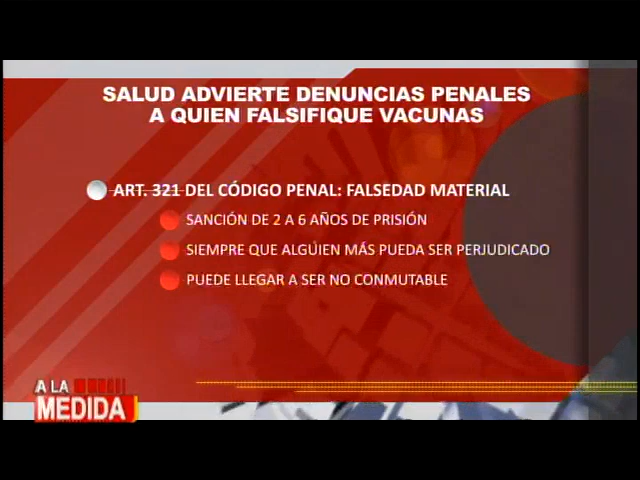 SALUD ADVIERTE DENUNCIAS PENALES
A QUIEN FALSIFIQUE VACUNAS
ART. 321 DEL CÓDIGO PENAL: FALSEDAD MATERIAL
SANCIÓN DE 2 A 6 AÑOS DE PRISIÓN
SIEMPRE QUE ALGUIEN MÁS PUEDA SER PERJUDICADO
PUEDE LLEGAR A SER NO CONMUTABLE
A LA
MEDIDA